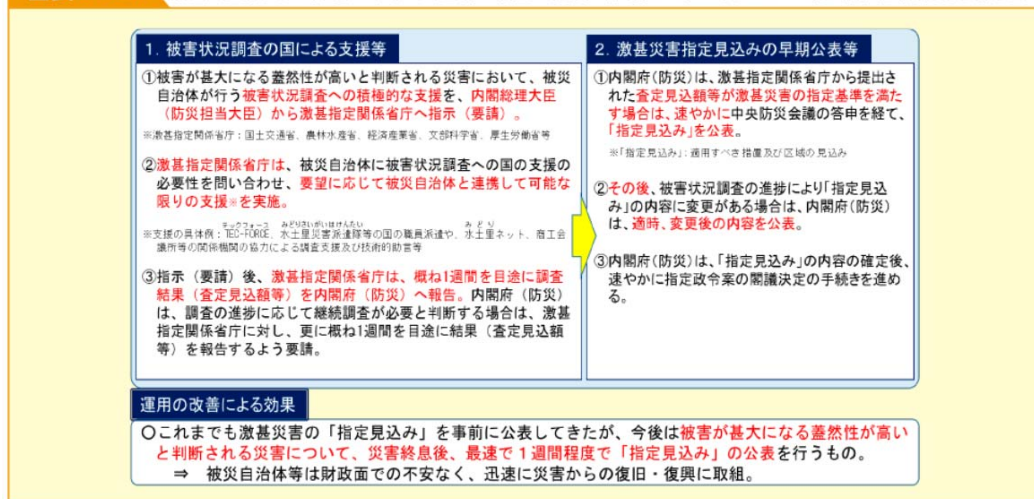 1．被害状況調査の国による支援等
①被害が甚大になる蓋然性が高いと判断される災害において、被災
自治体が行う被害状況調査への積極的な支援を、内閣総理大臣
（防災担当大臣）から激甚指定関係省庁へ指示（要請）。
※激甚指定関係省庁：国土交通省、農林水産省、経済産業省、文部科学省、厚生労働省等
②激甚指定関係省庁は、被災自治体に被害状況調査への国の支援の
必要性を問い合わせ、要望に応じて被災自治体と連携して可能な
限りの支援※を実施。
テックフォース　みどりさいがいはけんたい　みどり
※支援の具体例：TEC-FORCE、水土里災害派遣隊等の国の職員派遣や、水土里ネット、商工会
議所等の関係機関の協力による調査支援及び技術的助言等
③指示（要請）後、激甚指定関係省庁は、概ね1週間を目途に調査
結果（査定見込額等）を内閣府（防災）へ報告。内閣府（防災）
は、調査の進捗に応じて継続調査が必要と判断する場合は、激甚
指定関係省庁に対し、更に概ね1週間を目途に結果（査定見込額
等）を報告するよう要請。
2．激甚災害指定見込みの早期公表等
①内閣府（防災）は、激甚指定関係省庁から提出さ
れた査定見込額等が激甚災害の指定基準を満た
す場合は、速やかに中央防災会議の答申を経て、
「指定見込み」を公表。
※「指定見込み」：適用すべき措置及び区域の見込み
②その後、被害状況調査の進捗により「指定見込
み」の内容に変更がある場合は、内閣府（防災）
は、適時、変更後の内容を公表。
③内閣府（防災）は、「指定見込み」の内容の確定後、
速やかに指定政令案の閣議決定の手続きを進め
る。
運用の改善による効果
○これまでも激甚災害の「指定見込み」を事前に公表してきたが、今後は被害が甚大になる蓋然性が高い
と判断される災害について、災害終息後、最速で１週間程度で「指定見込み」の公表を行うもの。
⇒　被災自治体等は財政面での不安なく、迅速に災害からの復旧・復興に取組。